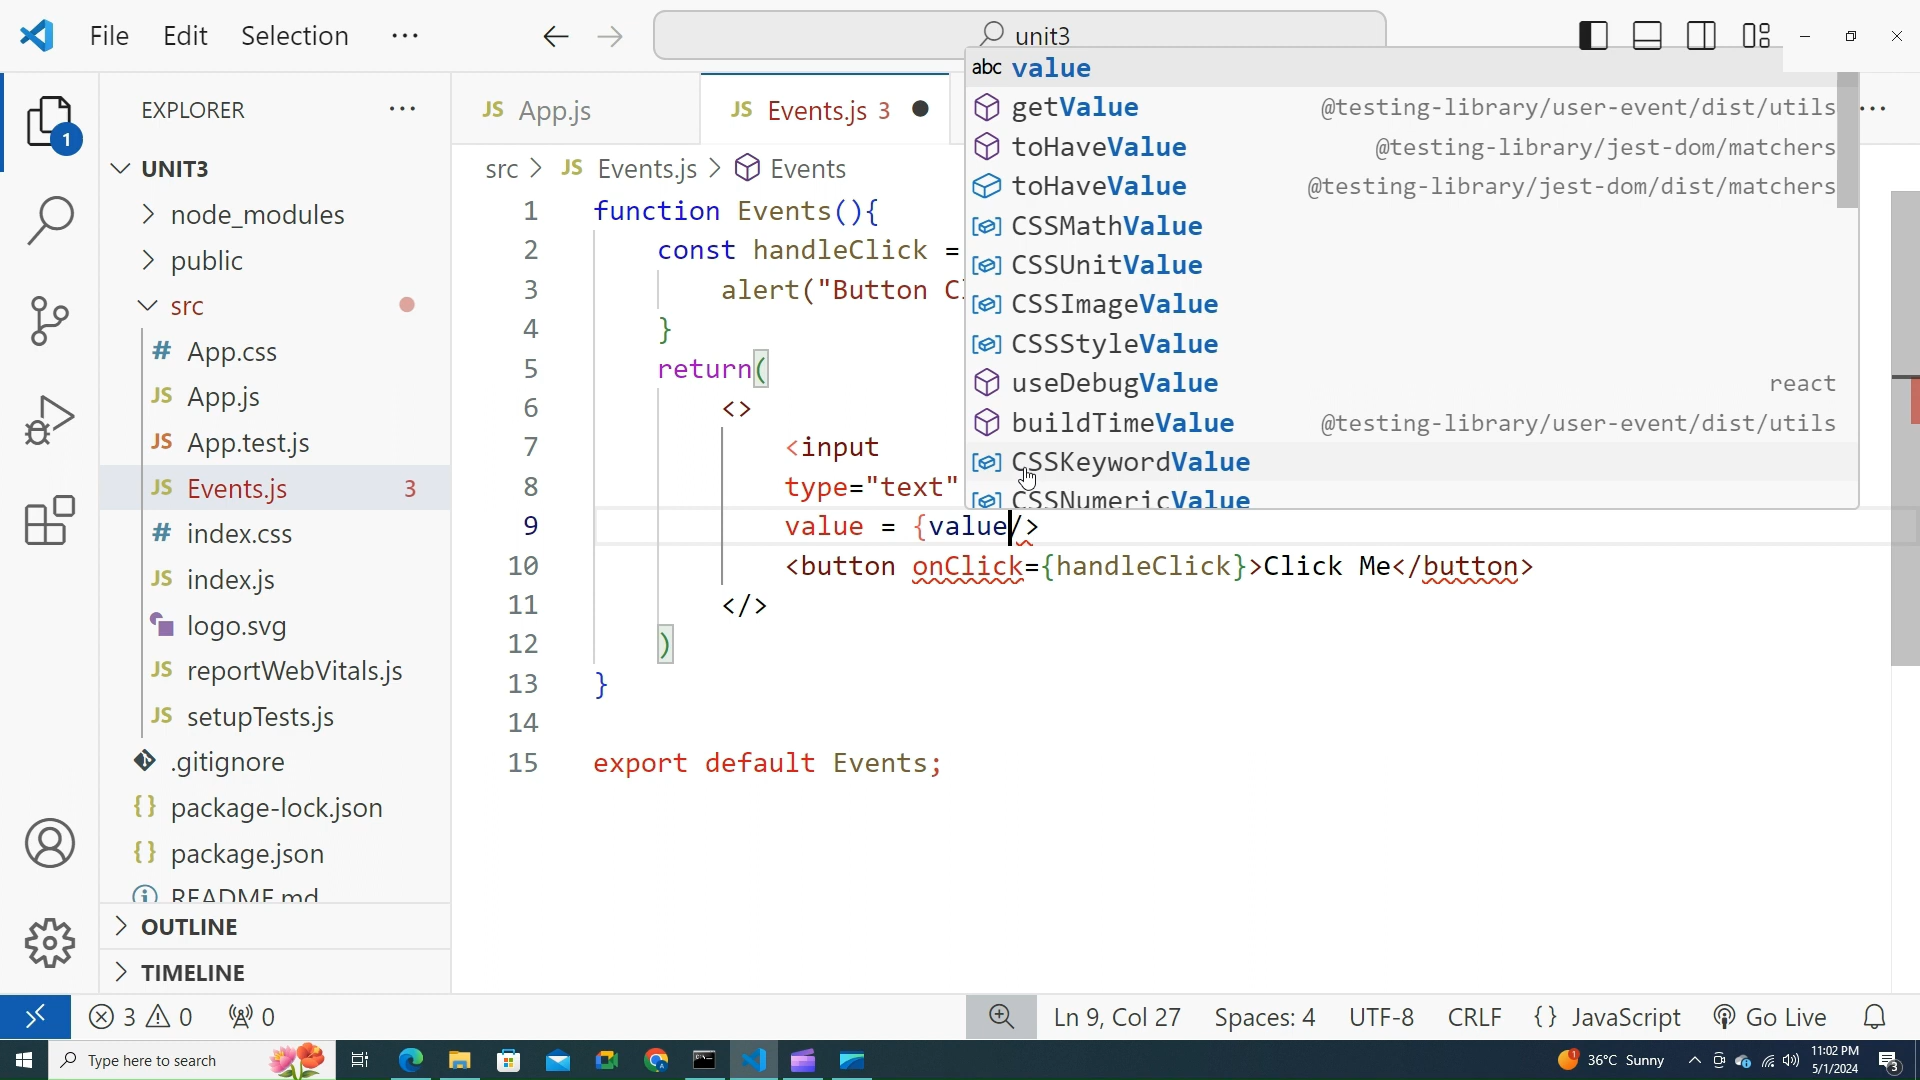 File Edit Selection ···
unit3
EXPLORER ···
1
UNIT3
node_modules
public
src
# App.css
JS App.js
JS App.test.js
JS Events.js 3
# index.css
JS index.js
logo.svg
JS reportWebVitals.js
JS setupTests.js
.gitignore
{} package-lock.json
{} package.json
README.md
OUTLINE
TIMELINE
JS App.js
JS Events.js 3
···
src > JS Events.js > Events
1 function Events(){
2 const handleClick =
3 alert("Button
4 }
5 return(
6 <>
7 <input
8 type="text"
9 value = {value/>
10 <button onClick={handleClick}>Click Me</button>
11 </>
12 )
13 }
14
15 export default Events;
abc value
getValue @testing-library/user-event/dist/utils
toHaveValue @testing-library/jest-dom/matchers
toHaveValue @testing-library/jest-dom/dist/matchers
CSSMathValue
CSSUnitValue
CSSImageValue
CSSStyleValue
useDebugValue react
buildTimeValue @testing-library/user-event/dist/utils
CSSKeywordValue
CSSNumericValue
3 0 0
Ln 9, Col 27 Spaces: 4 UTF-8 CRLF {} JavaScript Go Live
Type here to search
1 36°C Sunny
11:02 PM
5/1/2024
3